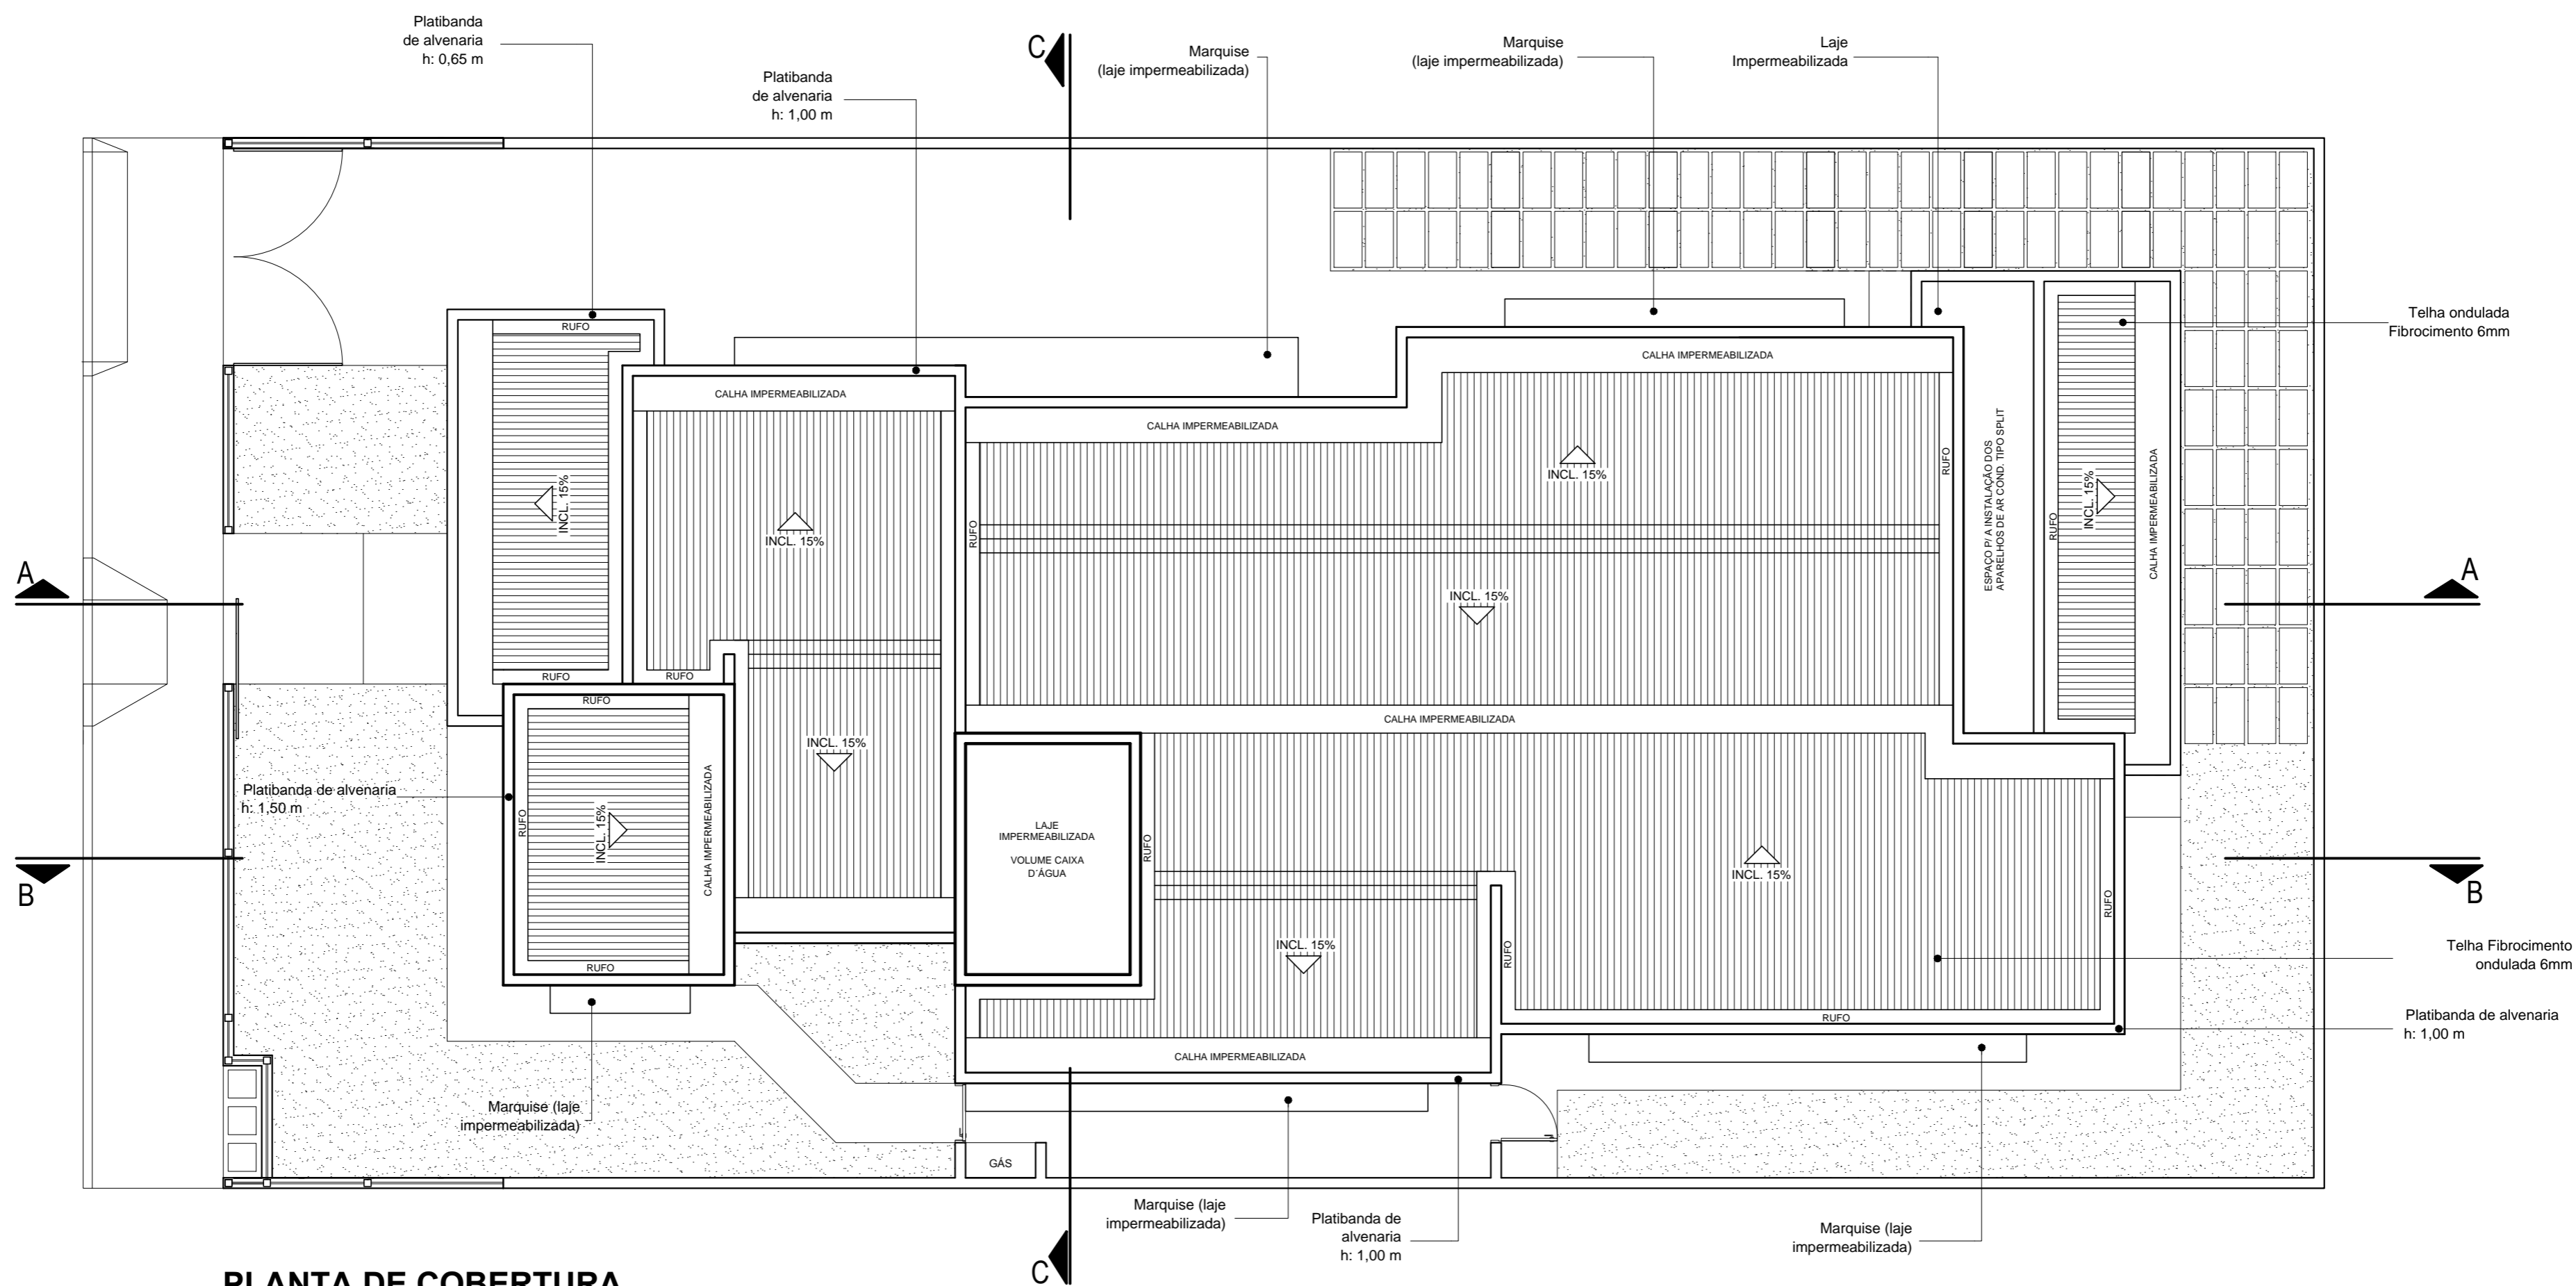 Platibanda
de alvenaria
h: 0,65 m
Platibanda
de alvenaria
h: 1,00 m
C
Marquise
(laje impermeabilizada)
Marquise
(laje impermeabilizada)
Laje
Impermeabilizada
Telha ondulada
Fibrocimento 6mm
RUFO
CALHA IMPERMEABILIZADA
CALHA IMPERMEABILIZADA
CALHA IMPERMEABILIZADA
INCL. 15%
INCL. 15%
RUFO
INCL. 15%
RUFO
ESPAÇO P/ A INSTALAÇÃO DOS
APARELHOS DE AR COND. TIPO SPLIT
RUFO
INCL. 15%
CALHA IMPERMEABILIZADA
A
A
INCL. 15%
RUFO
RUFO
RUFO
CALHA IMPERMEABILIZADA
INCL. 15%
Platibanda de alvenaria
h: 1,50 m
RUFO
INCL. 15%
CALHA IMPERMEABILIZADA
LAJE
IMPERMEABILIZADA
VOLUME CAIXA
D´ÁGUA
RUFO
INCL. 15%
RUFO
B
B
INCL. 15%
RUFO
RUFO
Telha Fibrocimento
ondulada 6mm
RUFO
Platibanda de alvenaria
h: 1,00 m
CALHA IMPERMEABILIZADA
Marquise (laje
impermeabilizada)
GÁS
Marquise (laje
impermeabilizada)
Platibanda de
alvenaria
h: 1,00 m
Marquise (laje
impermeabilizada)
C
PLANTA DE COBERTURA